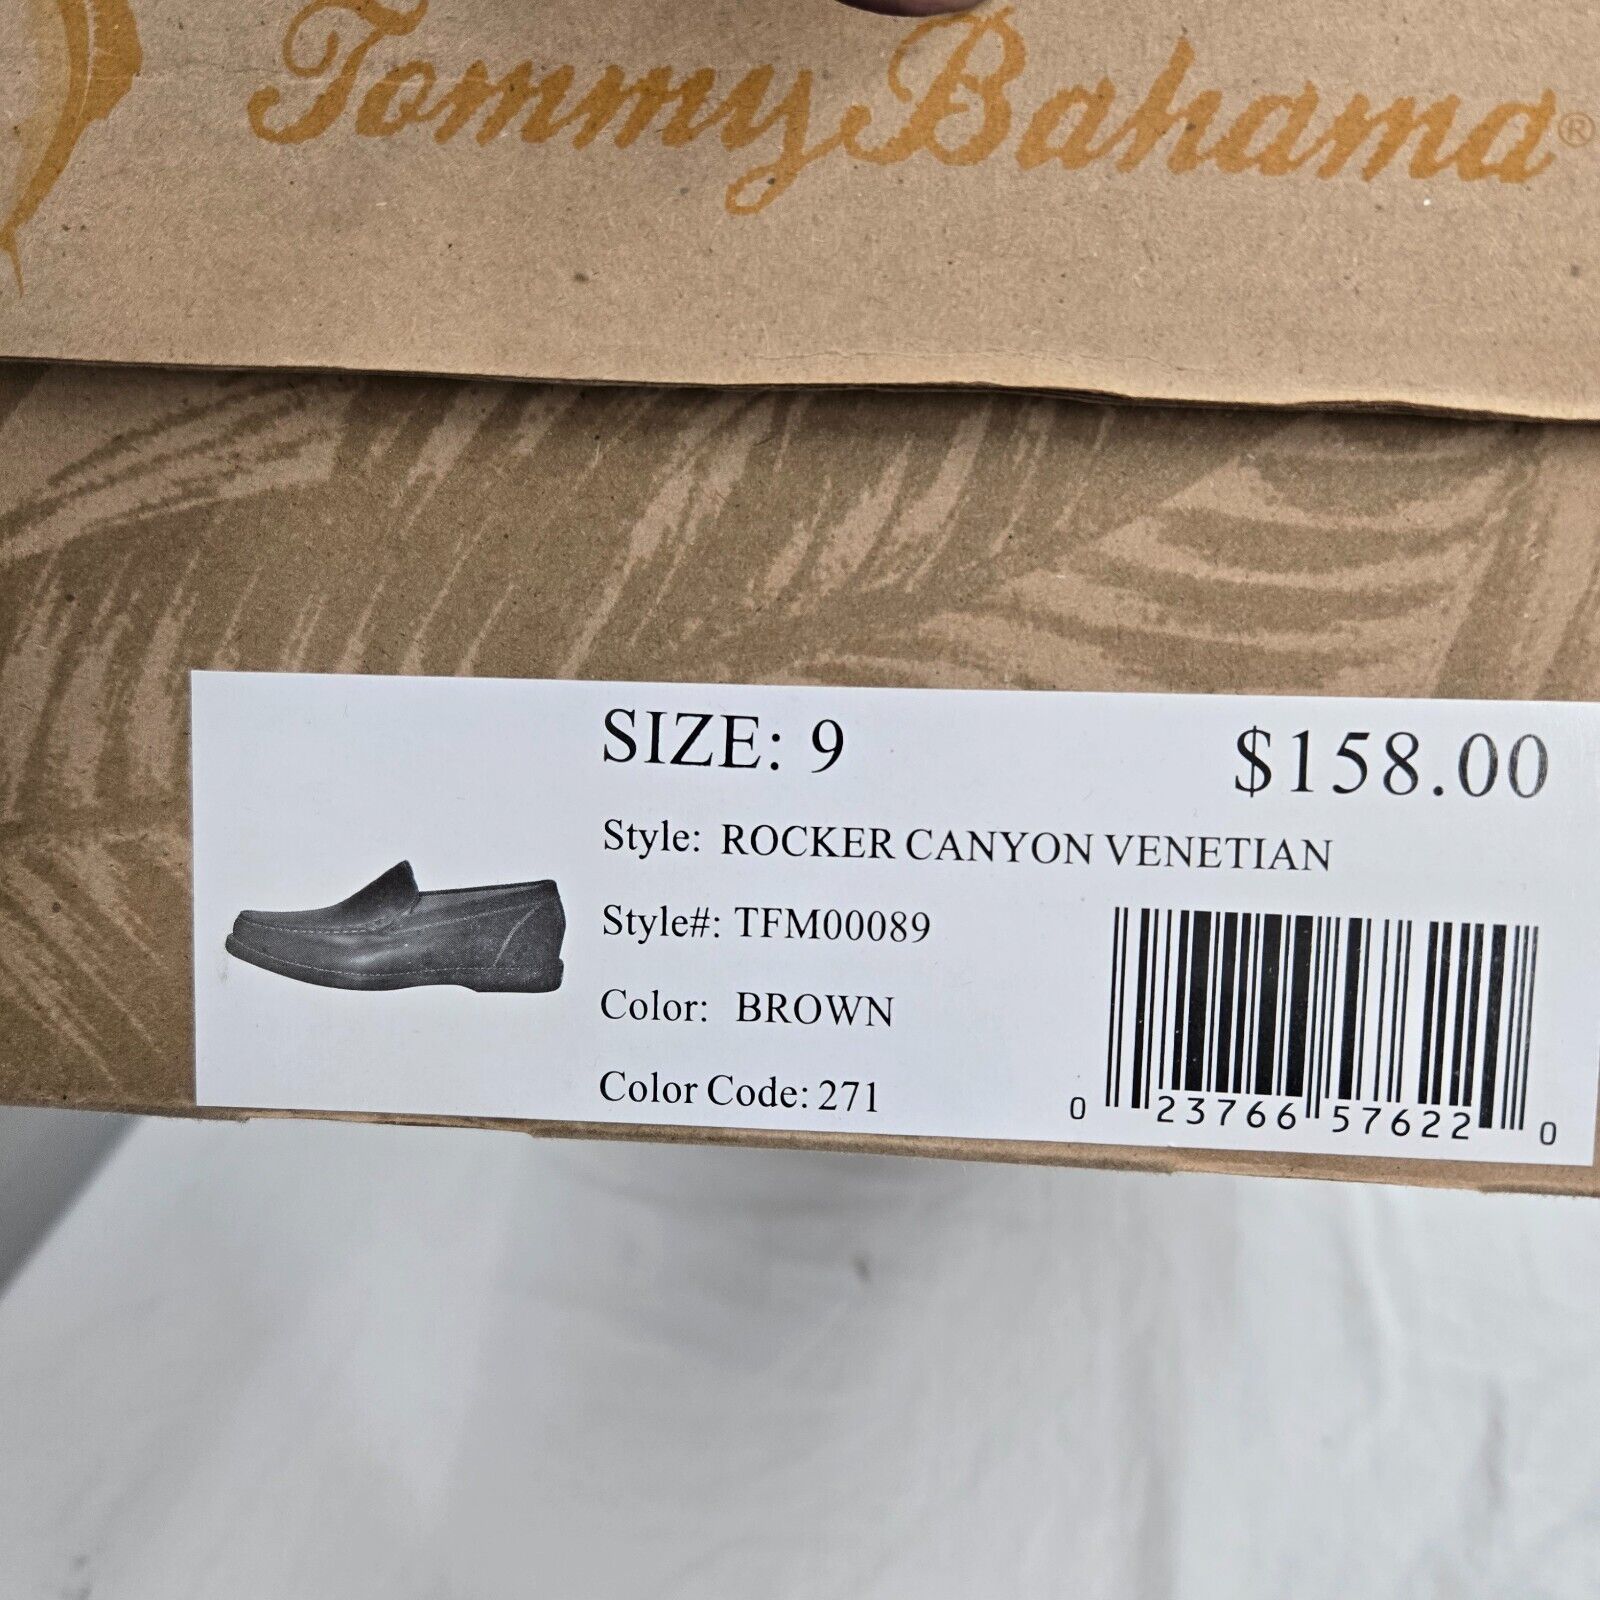 Tommy Bahama®
SIZE: 9
$158.00
Style: ROCKER CANYON VENETIAN
Style#: TFM00089
Color: BROWN
Color Code: 271
0 23766 57622 0